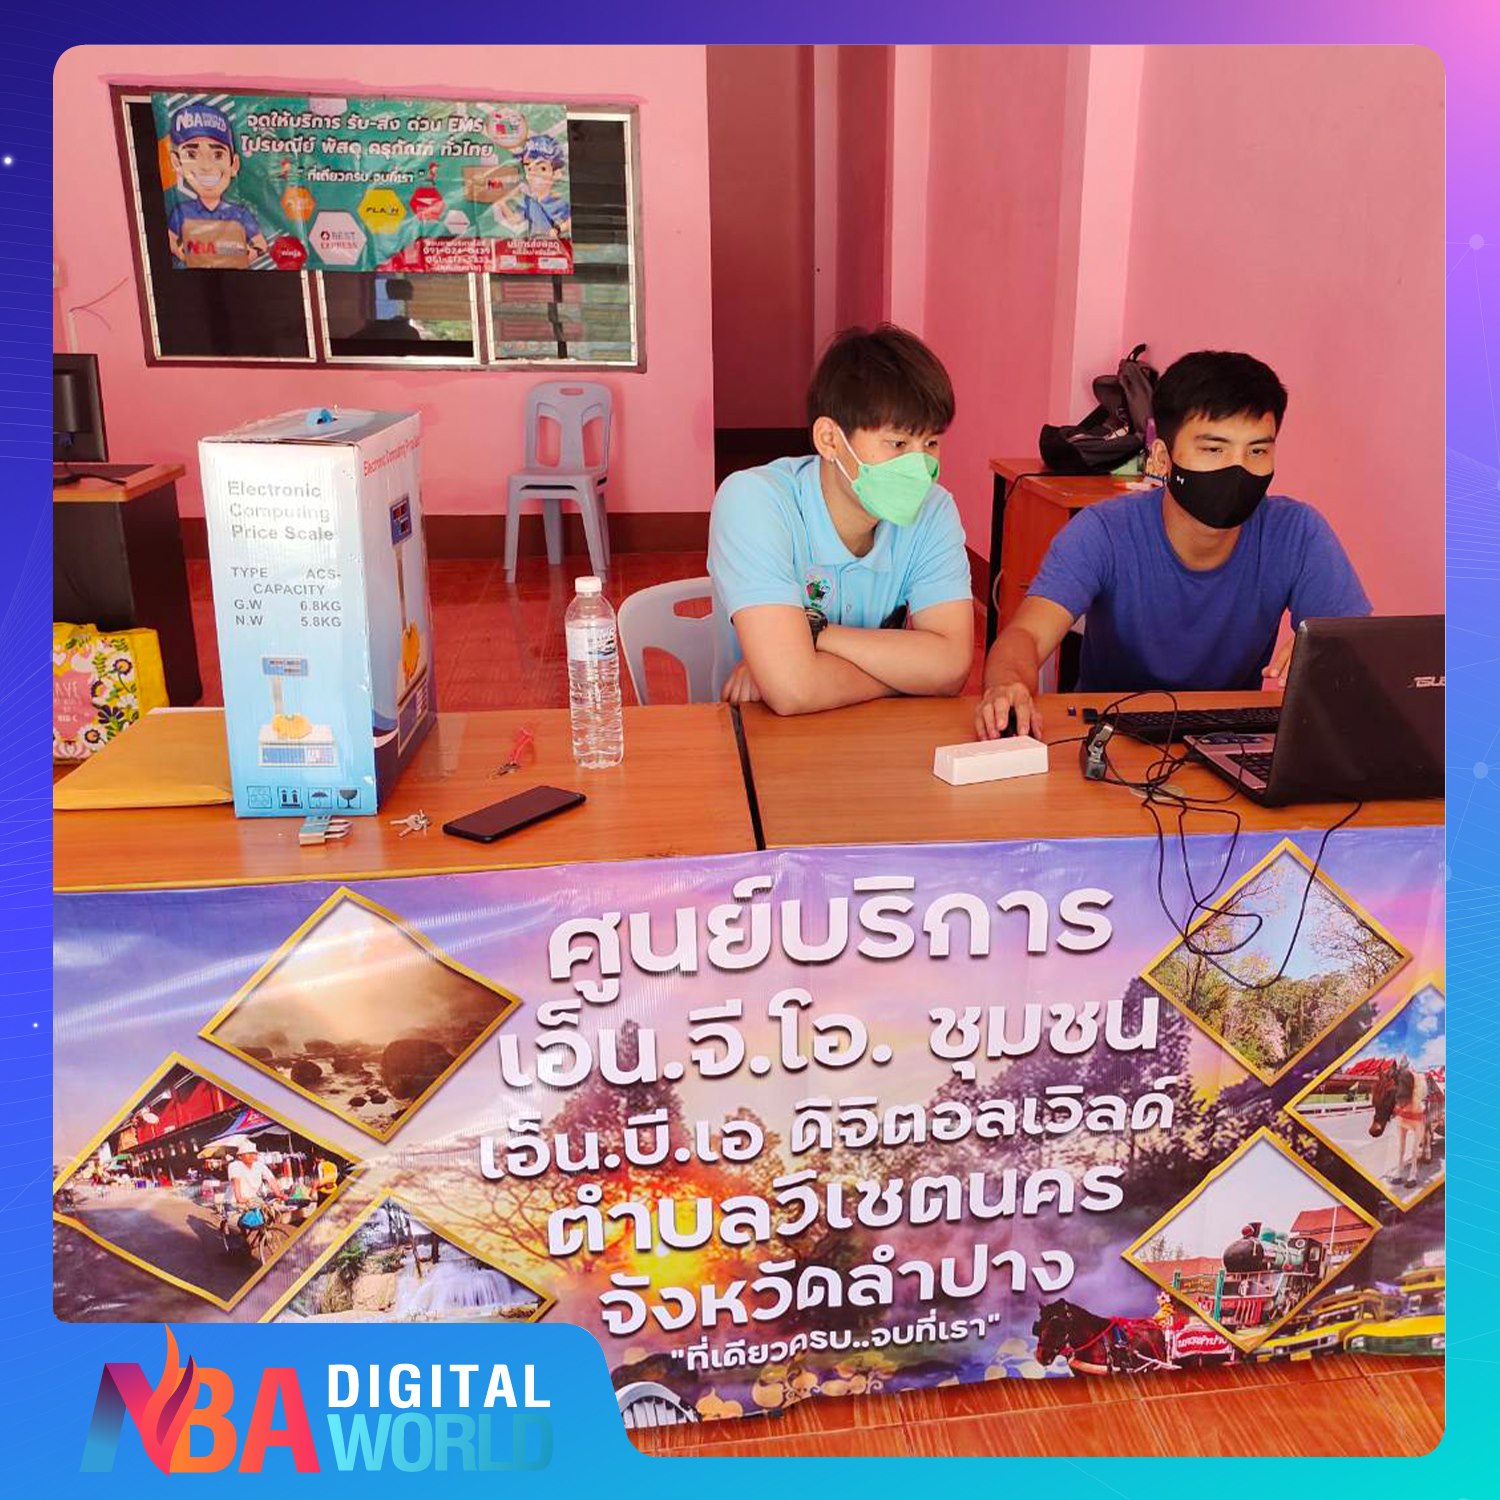 NBA
จุดให้บริการ รับ-ส่ง ด่วน EMS
ไปรษณีย์ พัสดุ ครุภัณฑ์ ทั่วไทย
"ที่เดียวครบ..จบที่เรา"
FLASH
BEST
EXPRESS
ninja
NBA DIGITAL
NBA
Electronic
Computing
Price Scale
TYPE ACS-
CAPACITY
G.W 6.8KG
N.W 5.8KG
ASUS
ศูนย์บริการ
เอ็น.จี.โอ. ชุมชน
เอ็น.บี.เอ ดิจิตอลเวิลด์
ตำบลวิเชตนคร
จังหวัดลำปาง
"ที่เดียวครบ..จบที่เรา"
NBA DIGITAL
WORLD